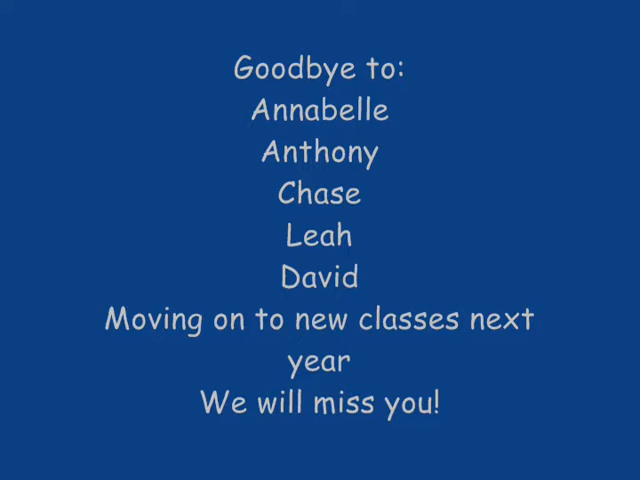 Goodbye to:
Annabelle
Anthony
Chase
Leah
David
Moving on to new classes next
year
We will miss you!